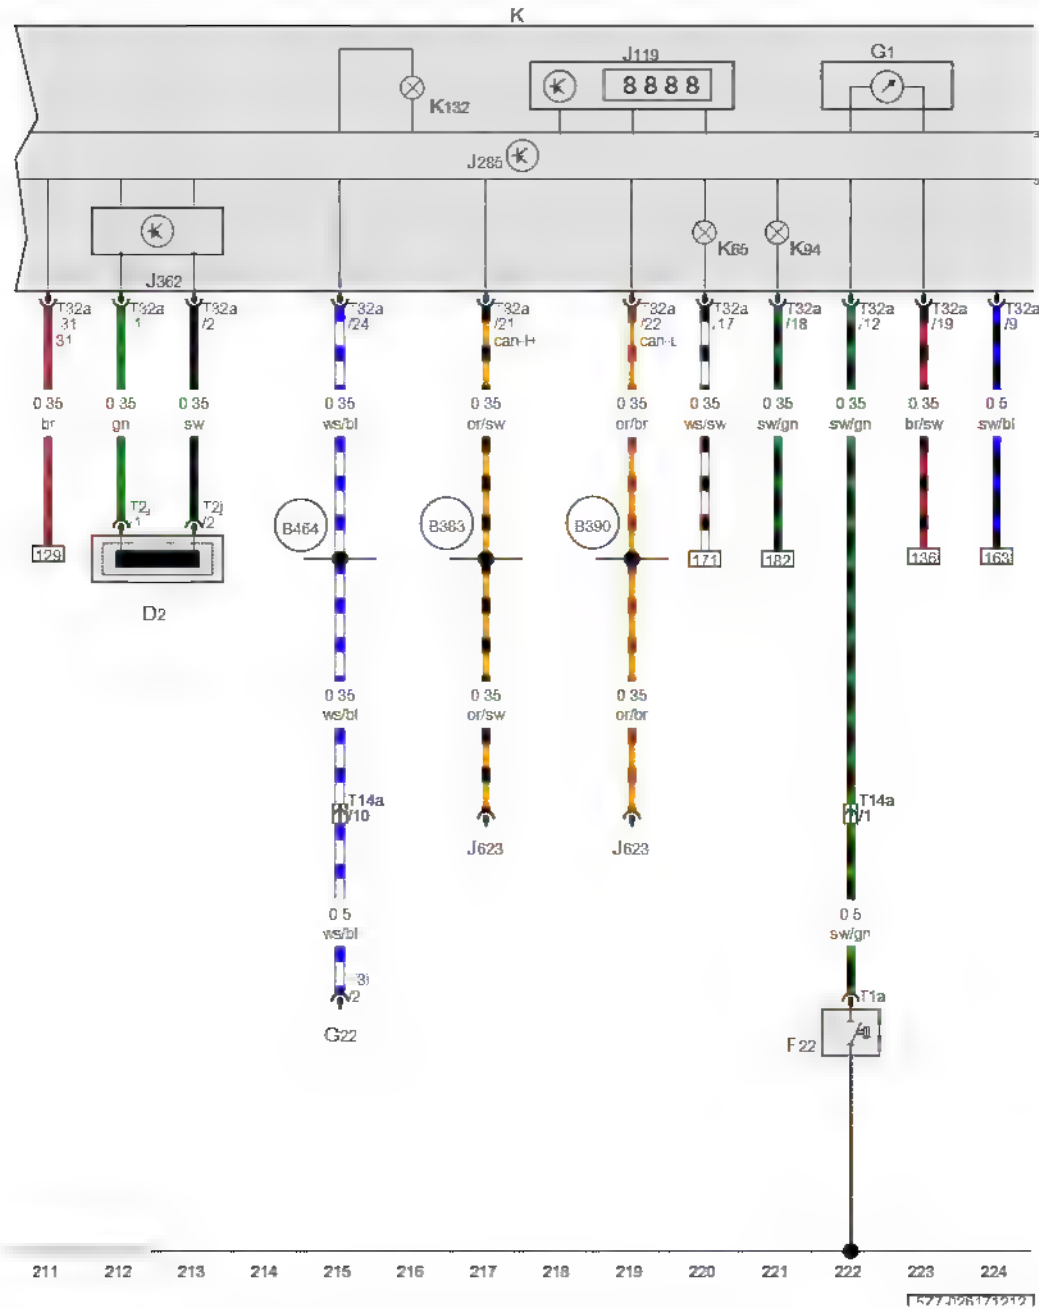 K
J119
G1
8888
K132
J285
K65
K94
J362
T32a
T32a
T32a
T32a
T32a
T32a
T32a
T32a
T32a
T32a
T32a
31
1
/2
/24
/21
/22
/17
/18
/12
/19
/9
31
can-H
can-L
0.35
0.35
0.35
0.35
0.35
0.35
0.35
0.35
0.35
0.35
0.5
br
gn
sw
ws/bl
or/sw
or/br
ws/sw
sw/gn
sw/gn
br/sw
sw/bl
T2j
T2j
/1
/2
B464
B383
B390
129
171
182
136
163
D2
0.35
0.35
0.35
ws/bl
or/sw
or/br
T14a
/10
T14a
/1
J623
J623
0.5
ws/bl
0.5
sw/gn
/2
T1a
G22
F22
211 212 213 214 215 216 217 218 219 220 221 222 223 224